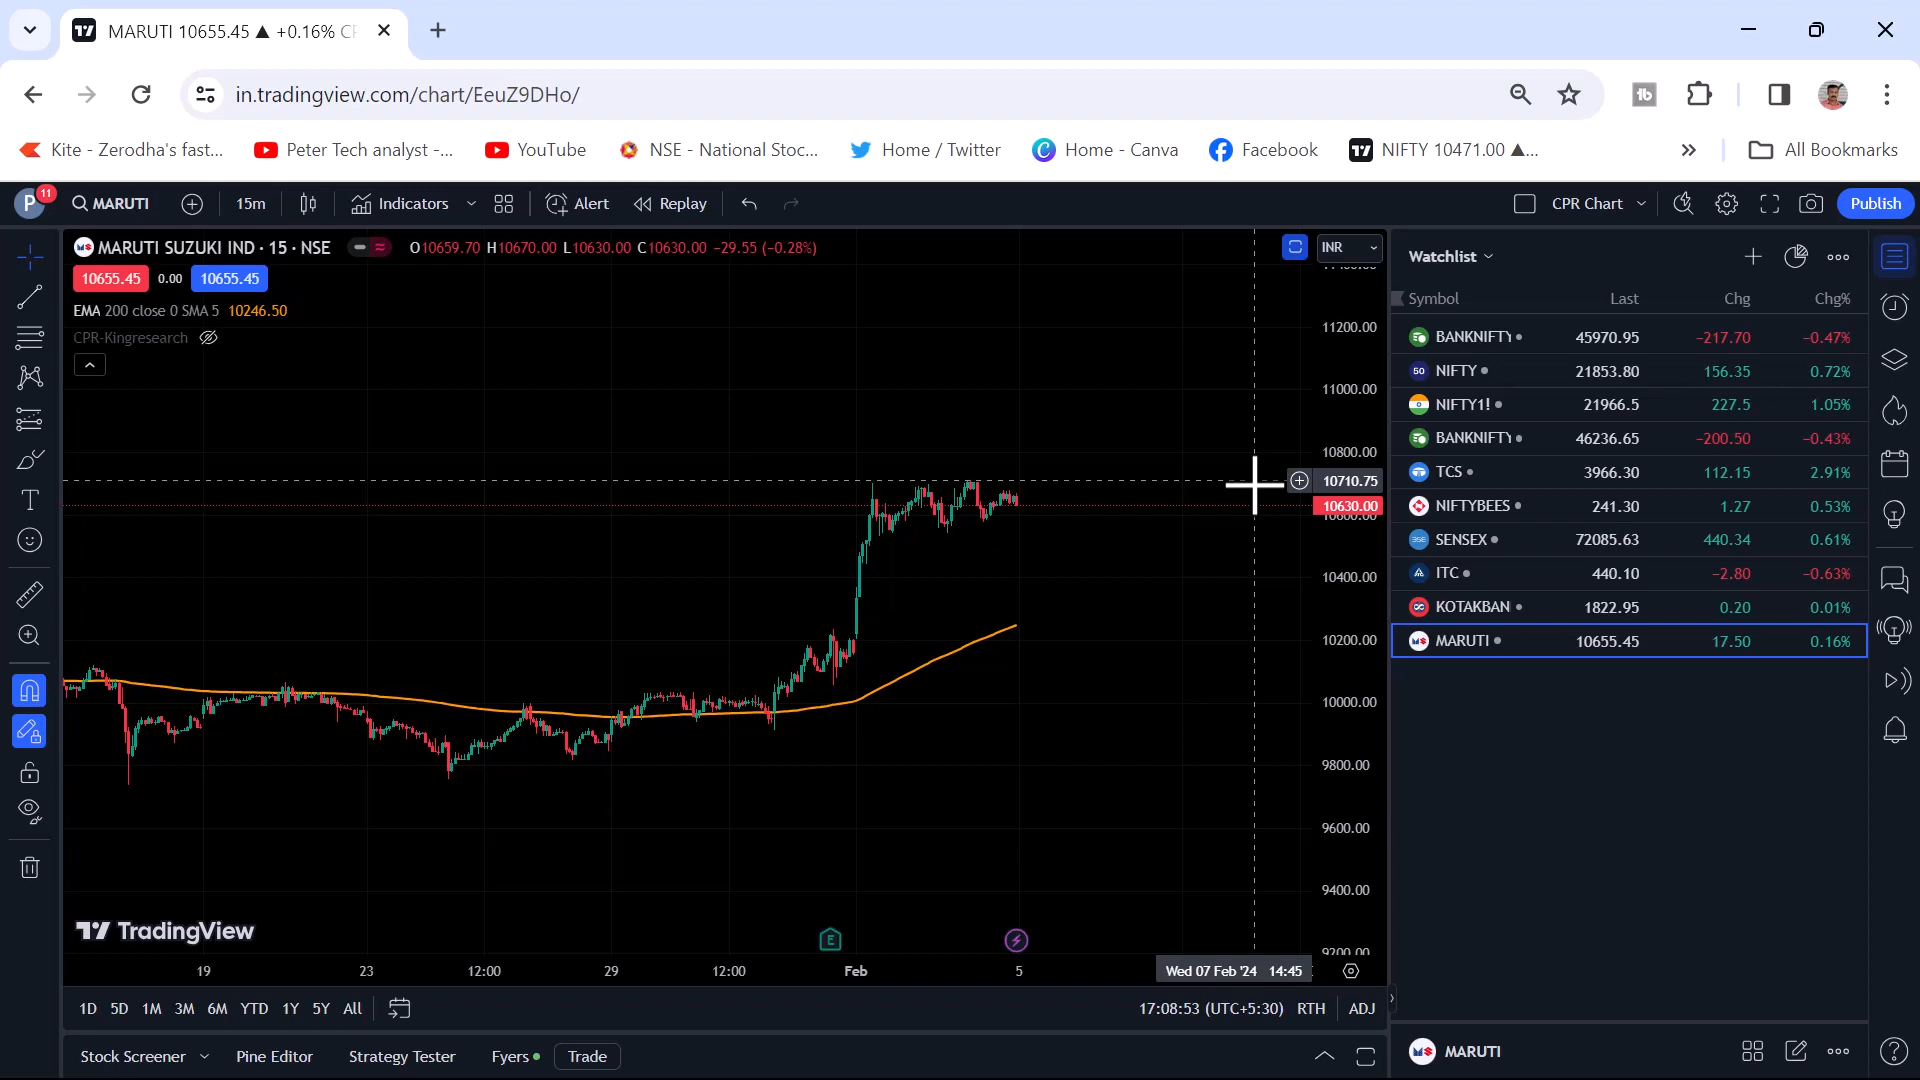 MARUTI 10655.45 ▲ +0.16% CP
in.tradingview.com/chart/EeuZ9DHo/
Kite - Zerodha's fast...
Peter Tech analyst -...
YouTube
NSE - National Stoc...
Home / Twitter
Home - Canva
Facebook
NIFTY 10471.00 ▲...
»
All Bookmarks
P
11
MARUTI
15m
Indicators
Alert
Replay
CPR Chart
Publish
MARUTI SUZUKI IND · 15 · NSE
O10659.70 H10670.00 L10630.00 C10630.00 −29.55 (−0.28%)
INR
10655.45 0.00 10655.45
EMA 200 close 0 SMA 5 10246.50
CPR-Kingresearch
11200.00
11000.00
10800.00
10710.75
10630.00
10400.00
10200.00
10000.00
9800.00
9600.00
9400.00
9200.00
TradingView
E
19
23
12:00
29
12:00
Feb
5
Wed 07 Feb '24 14:45
1D 5D 1M 3M 6M YTD 1Y 5Y All
17:08:53 (UTC+5:30) RTH ADJ
Stock Screener
Pine Editor
Strategy Tester
Fyers
Trade
Watchlist
Symbol Last Chg Chg%
BANKNIFTY 45970.95 −217.70 −0.47%
50 NIFTY 21853.80 156.35 0.72%
NIFTY1! 21966.5 227.5 1.05%
BANKNIFTY 46236.65 −200.50 −0.43%
TCS 3966.30 112.15 2.91%
NIFTYBEES 241.30 1.27 0.53%
SENSEX 72085.63 440.34 0.61%
ITC 440.10 −2.80 −0.63%
KOTAKBAN 1822.95 0.20 0.01%
MARUTI 10655.45 17.50 0.16%
MARUTI